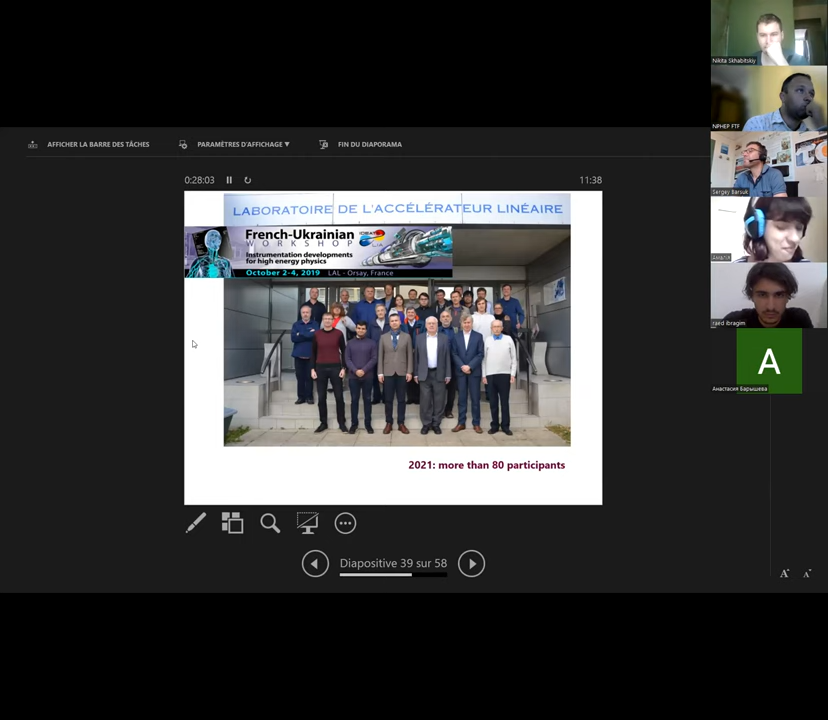 AFFICHER LA BARRE DES TÂCHES
PARAMÈTRES D'AFFICHAGE ▼
FIN DU DIAPORAMA
0:28:03
11:38
LABORATOIRE DE L'ACCÉLÉRATEUR LINÉAIRE
French-Ukrainian
WORKSHOP
Instrumentation developments
for high energy physics
October 2-4, 2019 LAL - Orsay, France
2021: more than 80 participants
Diapositive 39 sur 58
A A
Nikita Skhabitskiy
NPHEP FTF
Sergey Barsuk
raed ibragim
A
Анастасия Барышева